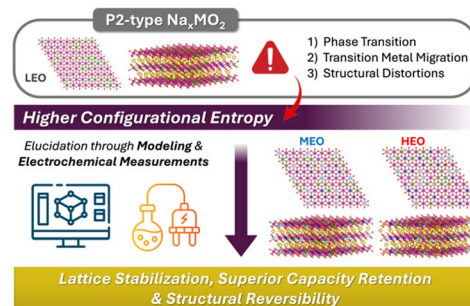 P2-type NaxMO2
LEO
1) Phase Transition
2) Transition Metal Migration
3) Structural Distortions
Higher Configurational Entropy
Elucidation through Modeling &
Electrochemical Measurements
MEO
HEO
Lattice Stabilization, Superior Capacity Retention
& Structural Reversibility